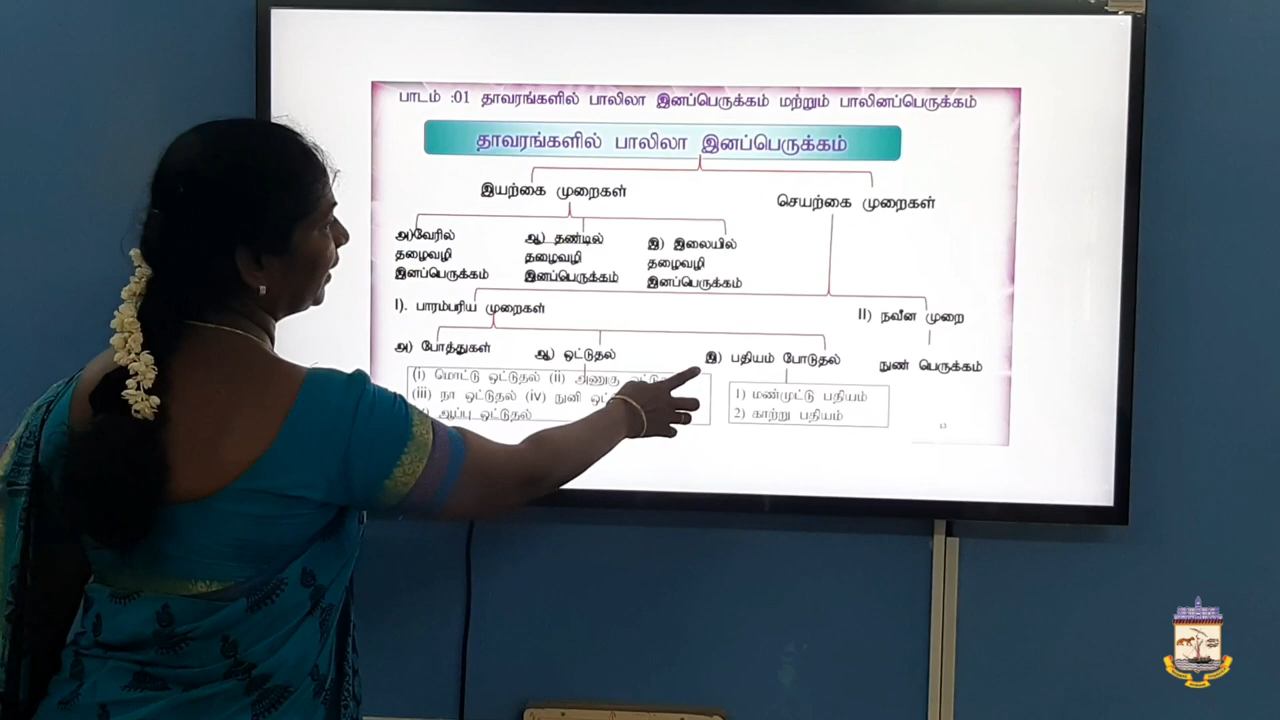 பாடம் :01 தாவரங்களில் பாலிலா இனப்பெருக்கம் மற்றும் பாலினப்பெருக்கம்
தாவரங்களில் பாலிலா இனப்பெருக்கம்
இயற்கை முறைகள்
செயற்கை முறைகள்
அ)வேரில்
தழைவழி
இனப்பெருக்கம்
ஆ) தண்டில்
தழைவழி
இனப்பெருக்கம்
இ) இலையில்
தழைவழி
இனப்பெருக்கம்
I). பாரம்பரிய முறைகள்
II) நவீன முறை
அ) போத்துகள்
ஆ) ஒட்டுதல்
இ) பதியம் போடுதல்
நுண் பெருக்கம்
(i) மொட்டு ஒட்டுதல் (ii) அணுகு
(iii) நா ஒட்டுதல் (iv) நுனி
ஆப்பு ஒட்டுதல்
1) மண்முட்டு பதியம்
2) காற்று பதியம்
13